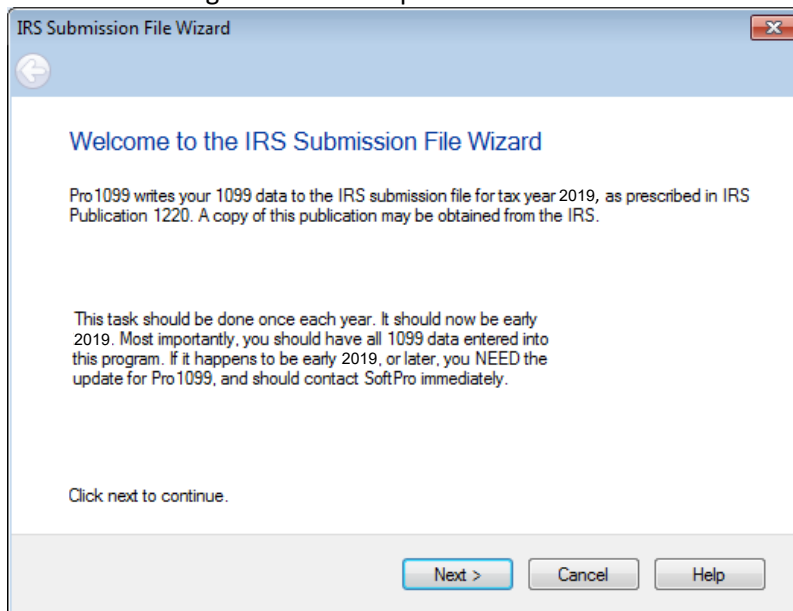 IRS Submission File Wizard
Welcome to the IRS Submission File Wizard
Pro1099 writes your 1099 data to the IRS submission file for tax year 2019, as prescribed in IRS
Publication 1220. A copy of this publication may be obtained from the IRS.
This task should be done once each year. It should now be early
2019. Most importantly, you should have all 1099 data entered into
this program. If it happens to be early 2019, or later, you NEED the
update for Pro1099, and should contact SoftPro immediately.
Click next to continue.
Next > Cancel Help